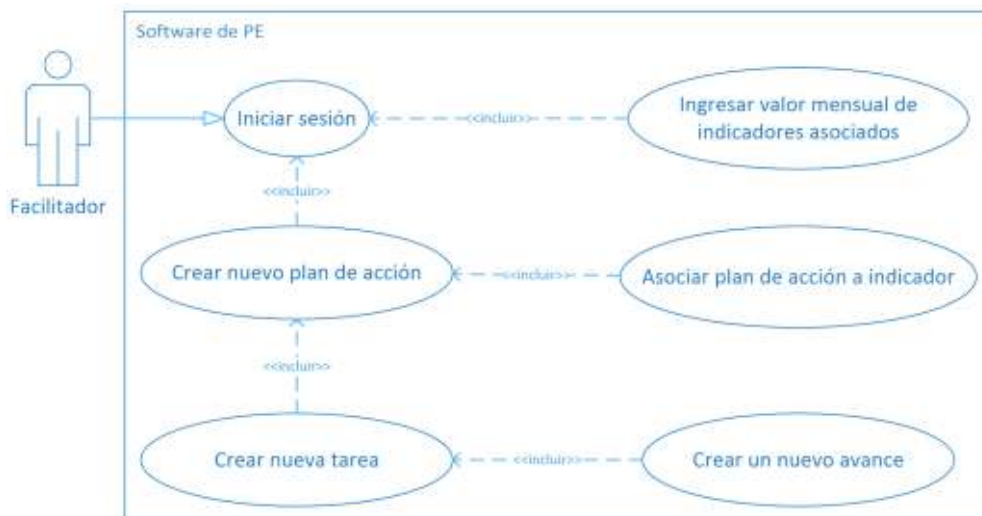 Software de PE
Iniciar sesión
<<incluir>>
Ingresar valor mensual de
indicadores asociados
Facilitador
<<incluir>>
Crear nuevo plan de acción
<<incluir>>
Asociar plan de acción a indicador
<<incluir>>
Crear nueva tarea
<<incluir>>
Crear un nuevo avance